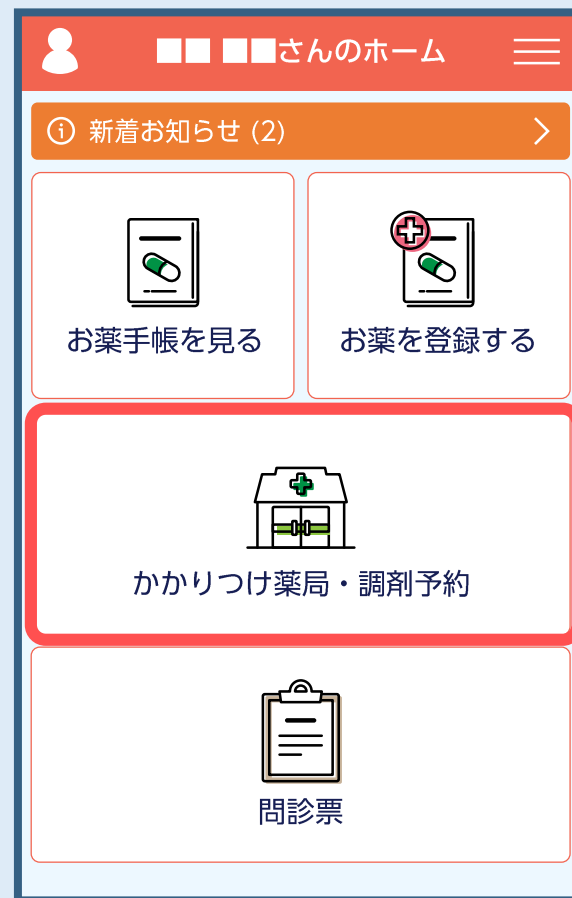 ■■ ■■さんのホーム
新着お知らせ (2)
お薬手帳を見る
お薬を登録する
かかりつけ薬局・調剤予約
問診票